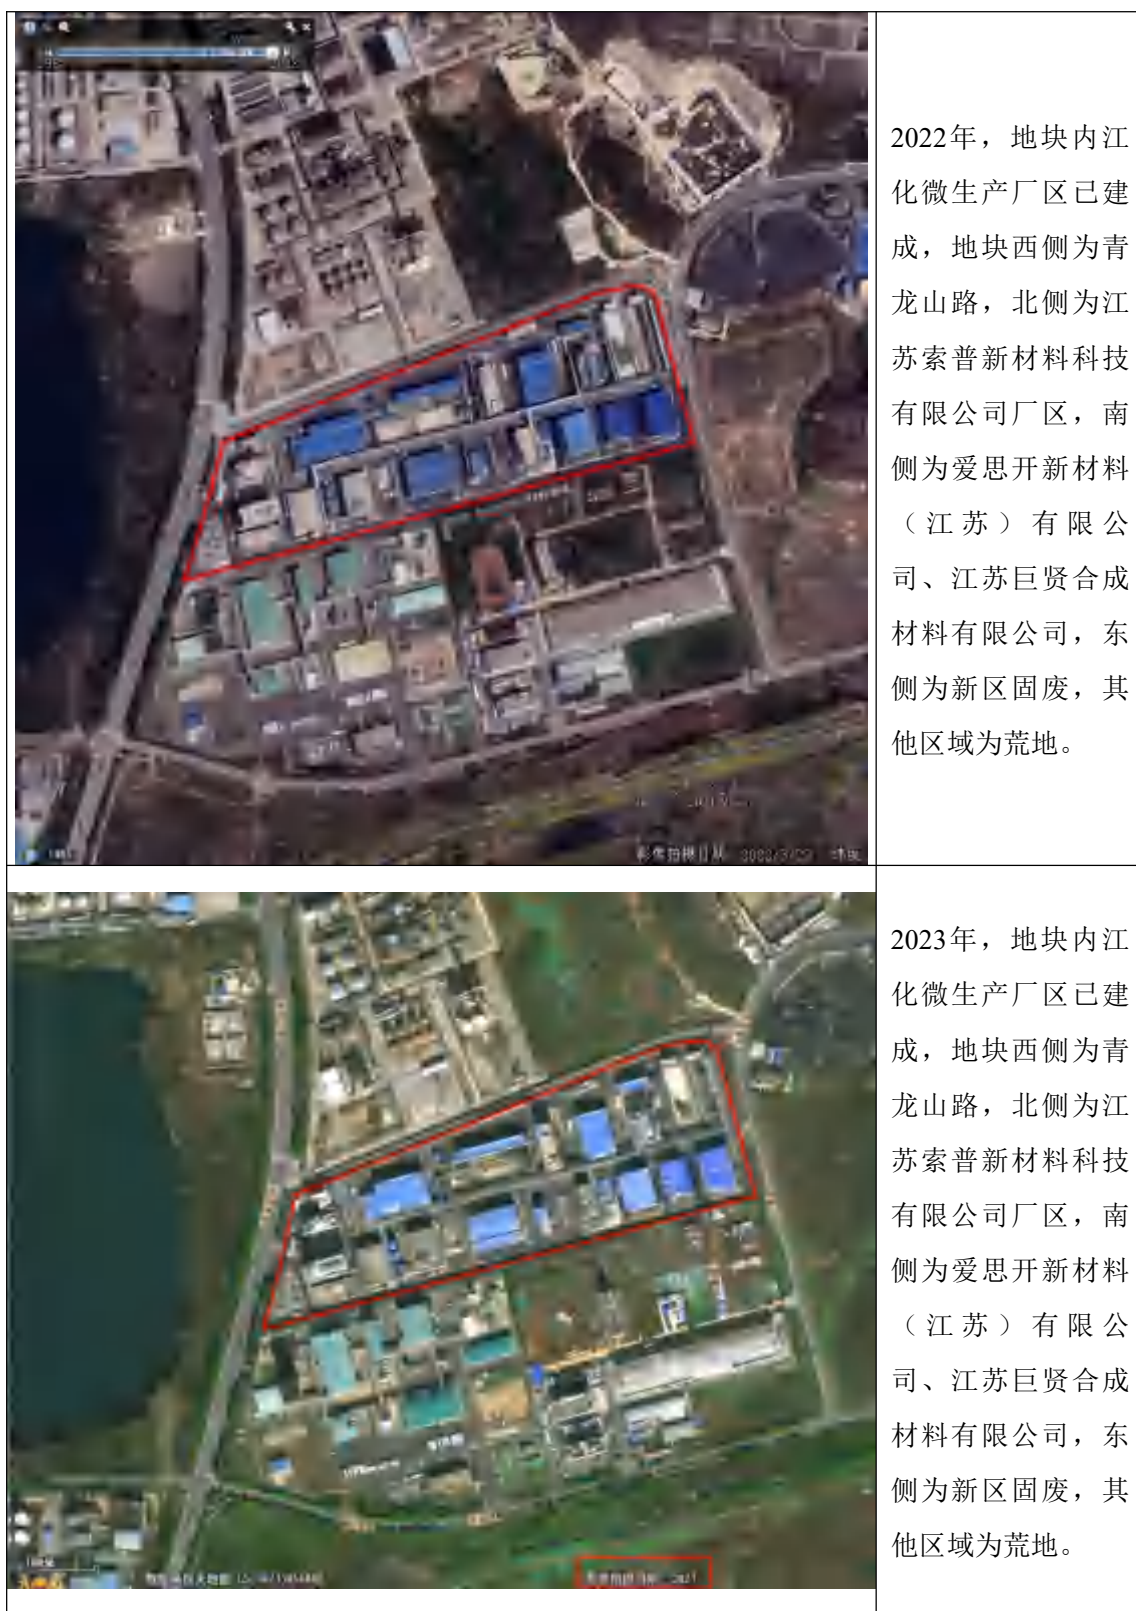 2022年，地块内江
化微生产厂区已建
成，地块西侧为青
龙山路，北侧为江
苏索普新材料科技
有限公司厂区，南
侧为爱思开新材料
（江苏）有限公
司、江苏巨贤合成
材料有限公司，东
侧为新区固废，其
他区域为荒地。
影像拍摄日期
2023年，地块内江
化微生产厂区已建
成，地块西侧为青
龙山路，北侧为江
苏索普新材料科技
有限公司厂区，南
侧为爱思开新材料
（江苏）有限公
司、江苏巨贤合成
材料有限公司，东
侧为新区固废，其
他区域为荒地。